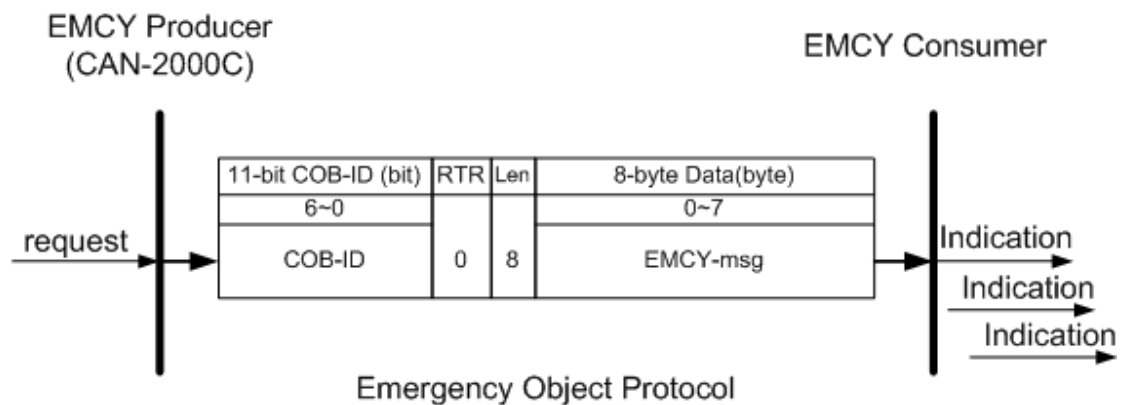 EMCY Producer
(CAN-2000C)
EMCY Consumer
11-bit COB-ID (bit) RTR Len 8-byte Data(byte)
6~0 0~7
request COB-ID 0 8 EMCY-msg Indication
Indication
Indication
Emergency Object Protocol